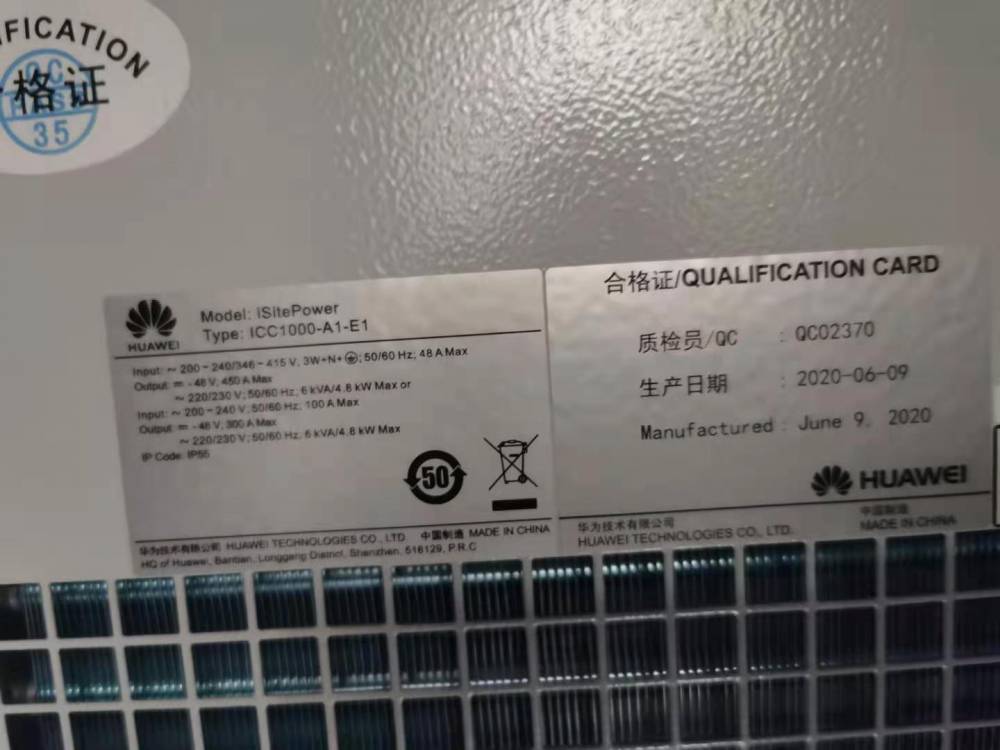 IFICATION
格证
QC
35
HUAWEI
Model: iSitePower
Type: ICC1000-A1-E1
Input: ~ 200-240/346-415 V, 3W+N+; 50/60 Hz; 48 A Max
Output: ⎓ -48 V, 450 A Max
~ 220/230 V; 50/60 Hz, 6 kVA/4.8 kW Max or
Input: ~ 200-240 V; 50/60 Hz; 100 A Max
Output: ⎓ -48 V, 300 A Max
~ 220/230 V; 50/60 Hz, 6 kVA/4.8 kW Max
IP Code: IP55
50
华为技术有限公司 HUAWEI TECHNOLOGIES CO., LTD. 中国制造 MADE IN CHINA
HQ of Huawei, Bantian, Longgang District, Shenzhen, 518129, P.R.C
合格证/QUALIFICATION CARD
质检员/QC : QC02370
生产日期 : 2020-06-09
Manufactured : June 9, 2020
HUAWEI
华为技术有限公司 中国制造
HUAWEI TECHNOLOGIES CO., LTD. MADE IN CHINA